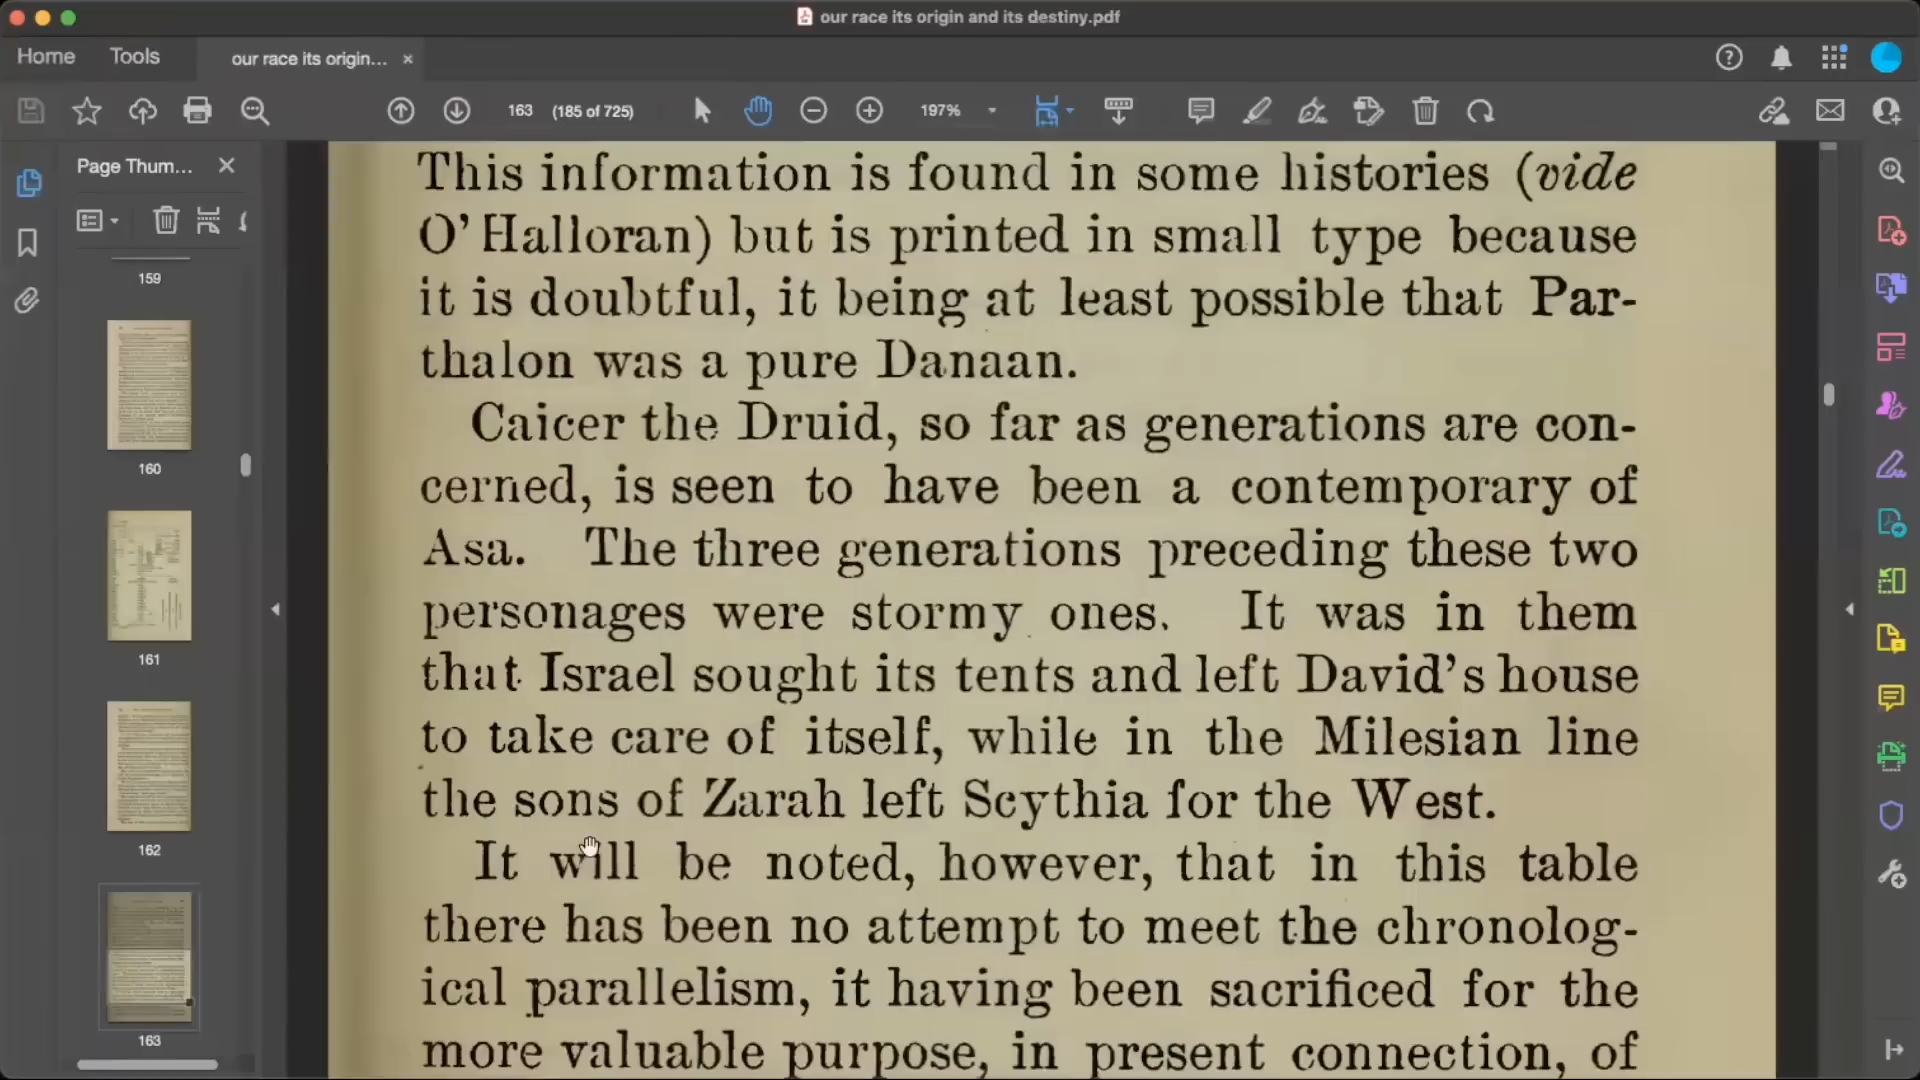 our race its origin and its destiny.pdf
Home
Tools
our race its origin...
163
(185 of 725)
197%
Page Thum...
159
160
161
162
163
This information is found in some histories (vide
O'Halloran) but is printed in small type because
it is doubtful, it being at least possible that Par-
thalon was a pure Danaan.
Caicer the Druid, so far as generations are con-
cerned, is seen to have been a contemporary of
Asa. The three generations preceding these two
personages were stormy ones. It was in them
that Israel sought its tents and left David's house
to take care of itself, while in the Milesian line
the sons of Zarah left Scythia for the West.
It will be noted, however, that in this table
there has been no attempt to meet the chronolog-
ical parallelism, it having been sacrificed for the
more valuable purpose, in present connection, of